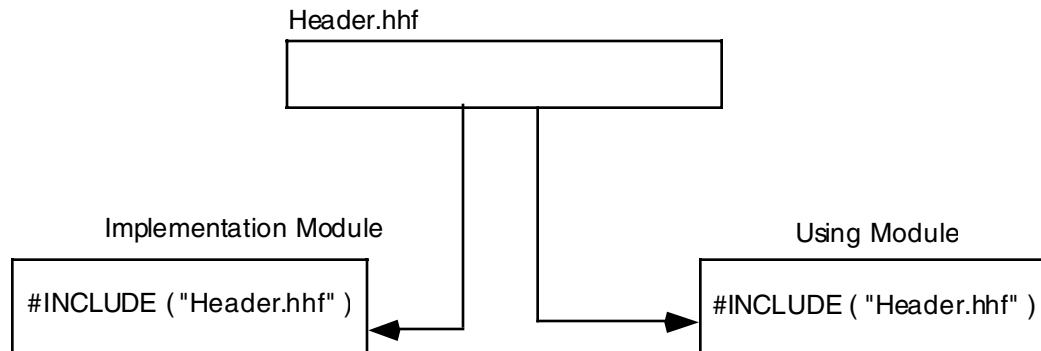 Header.hhf
Implementation Module
Using Module
#INCLUDE ( "Header.hhf" )
#INCLUDE ( "Header.hhf" )